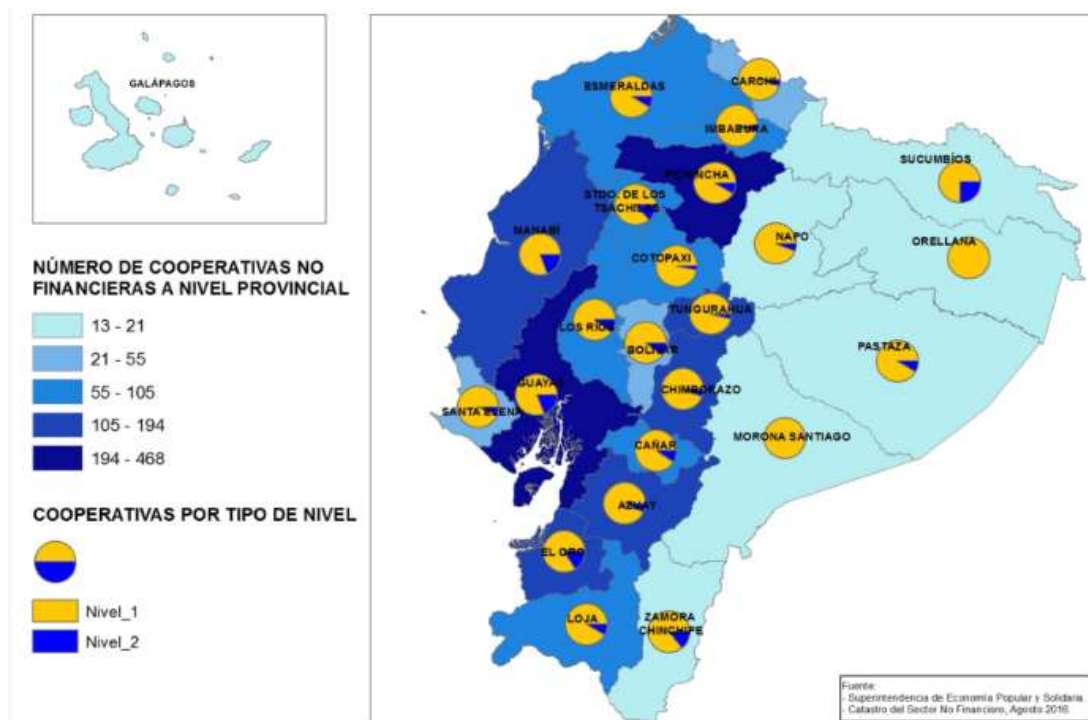 GALÁPAGOS
NÚMERO DE COOPERATIVAS NO
FINANCIERAS A NIVEL PROVINCIAL
13 - 21
21 - 55
55 - 105
105 - 194
194 - 468
COOPERATIVAS POR TIPO DE NIVEL
Nivel_1
Nivel_2
ESMERALDAS
CARCHI
IMBABURA
SUCUMBÍOS
PICHINCHA
STDO. DE LOS
TSACHILAS
MANABÍ
NAPO
ORELLANA
COTOPAXI
TUNGURAHUA
LOS RÍOS
BOLÍVAR
PASTAZA
GUAYAS
CHIMBORAZO
SANTA ELENA
MORONA SANTIAGO
CAÑAR
AZUAY
EL ORO
LOJA
ZAMORA
CHINCHIPE
Fuente:
- Superintendencia de Economía Popular y Solidaria.
- Catastro del Sector No Financiero, Agosto 2016.